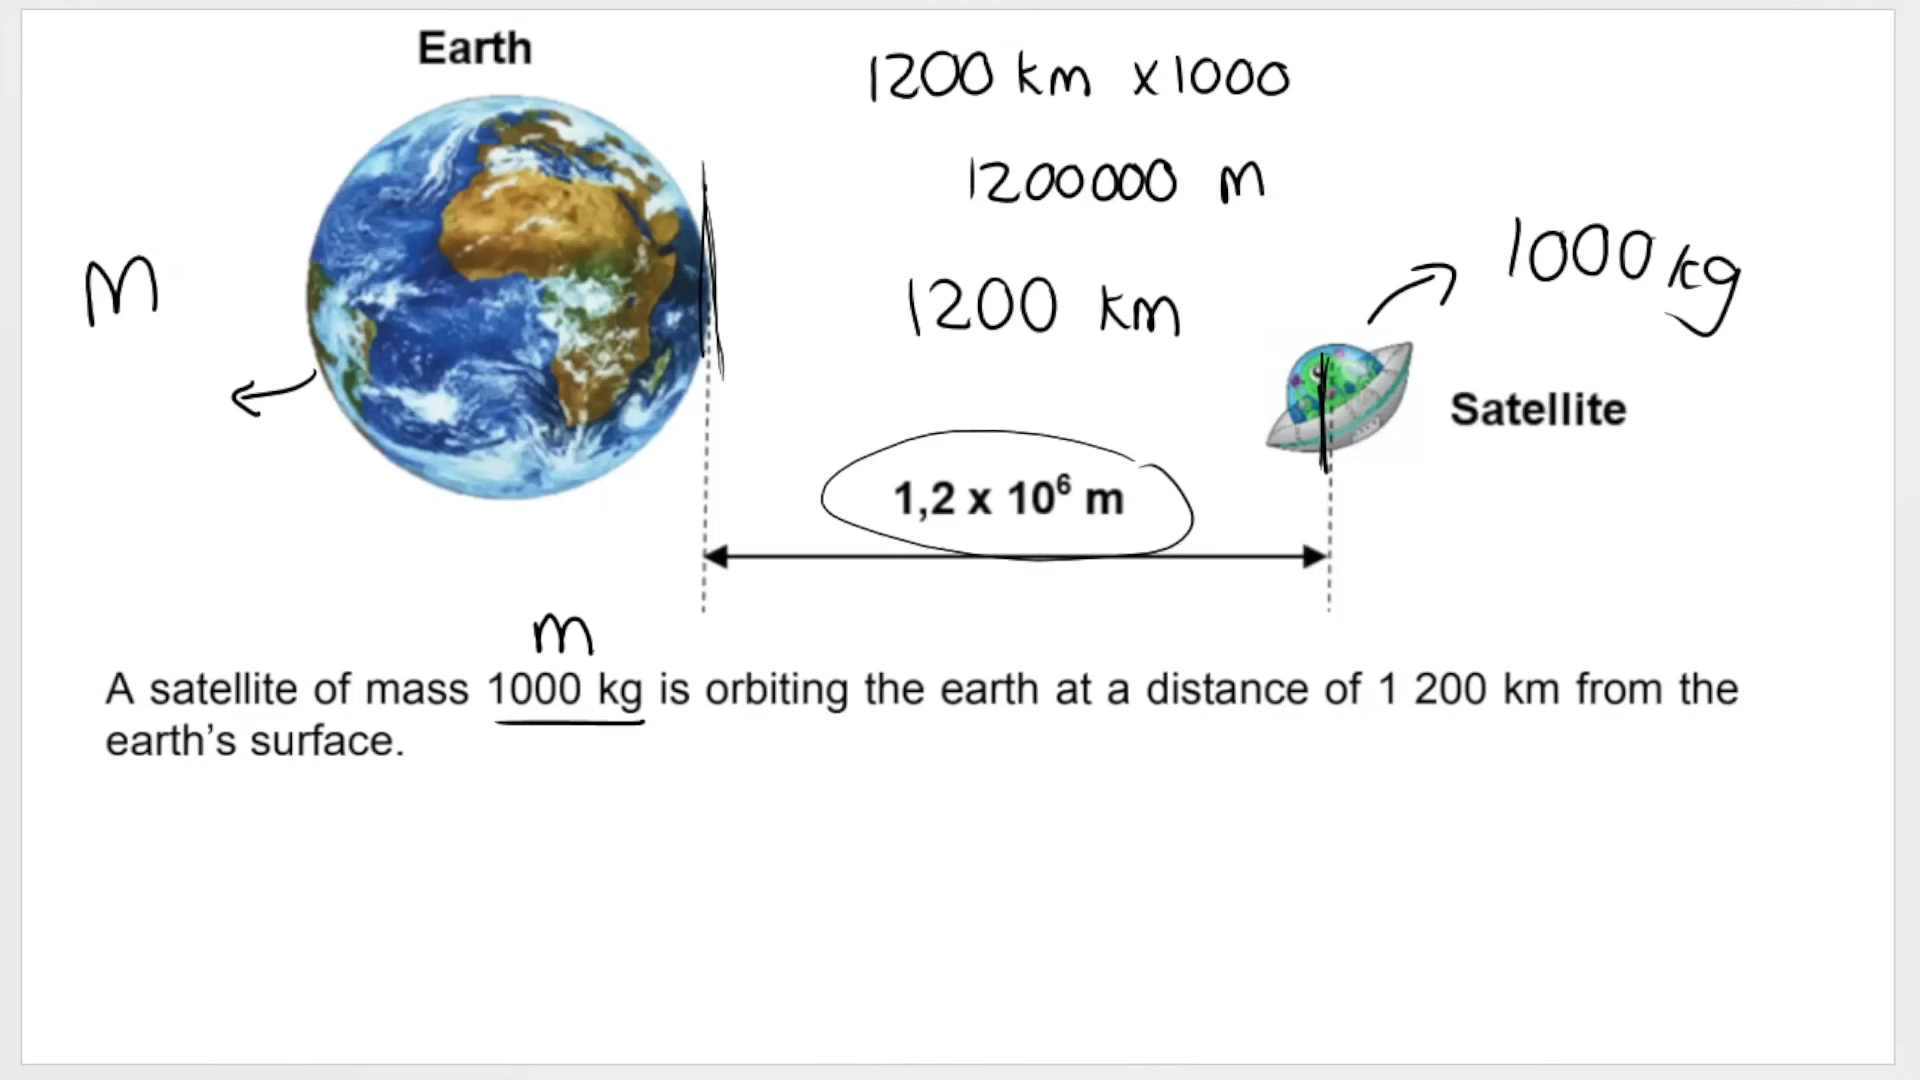 Earth
1200 km x1000
1200000 m
M
1000 kg
1200 km
Satellite
1,2 x 10⁶ m
m
A satellite of mass 1000 kg is orbiting the earth at a distance of 1 200 km from the
earth’s surface.